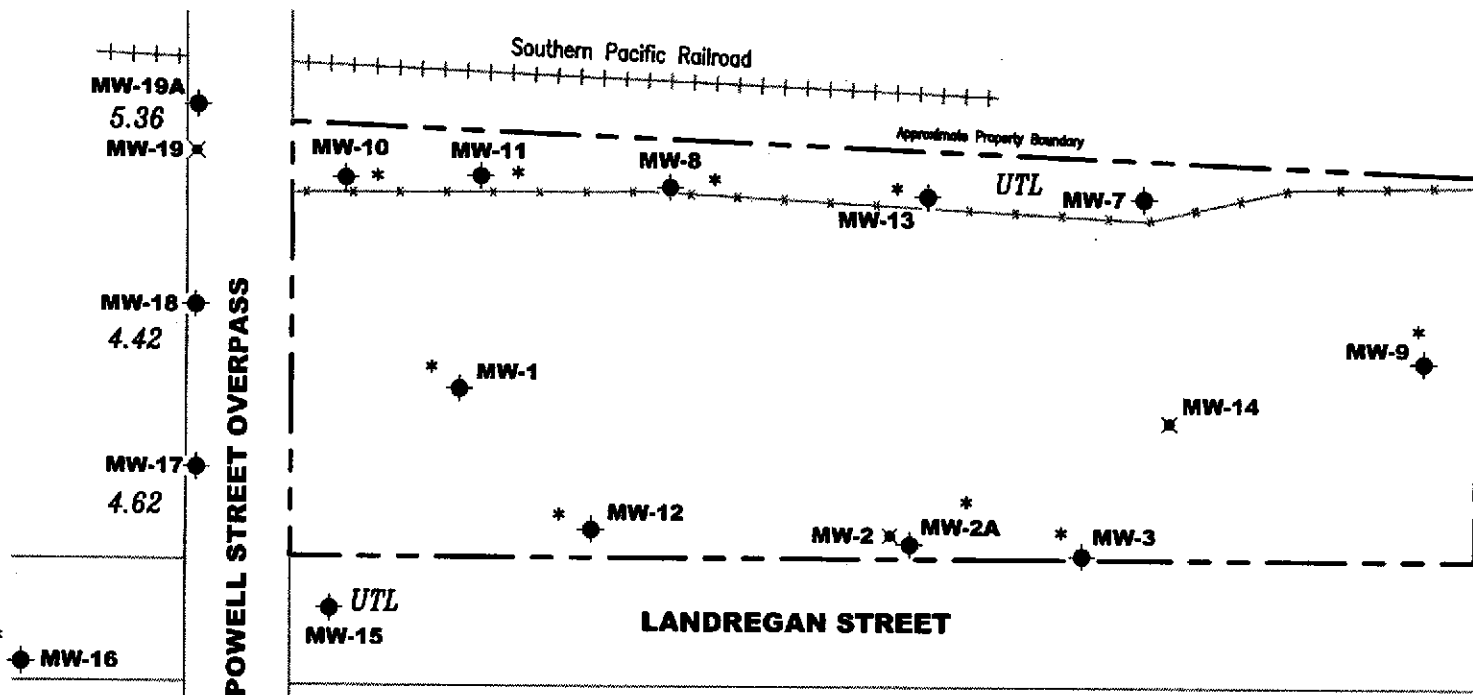 Southern Pacific Railroad
MW-19A
5.36
MW-19
Approximate Property Boundary
MW-10 *
MW-11 *
MW-8 *
*
MW-13
UTL
MW-7
MW-18
4.42
POWELL STREET OVERPASS
* MW-1
*
MW-9
MW-14
MW-17
4.62
* MW-12
MW-2
MW-2A
*
* MW-3
UTL
MW-15
LANDREGAN STREET
*
MW-16